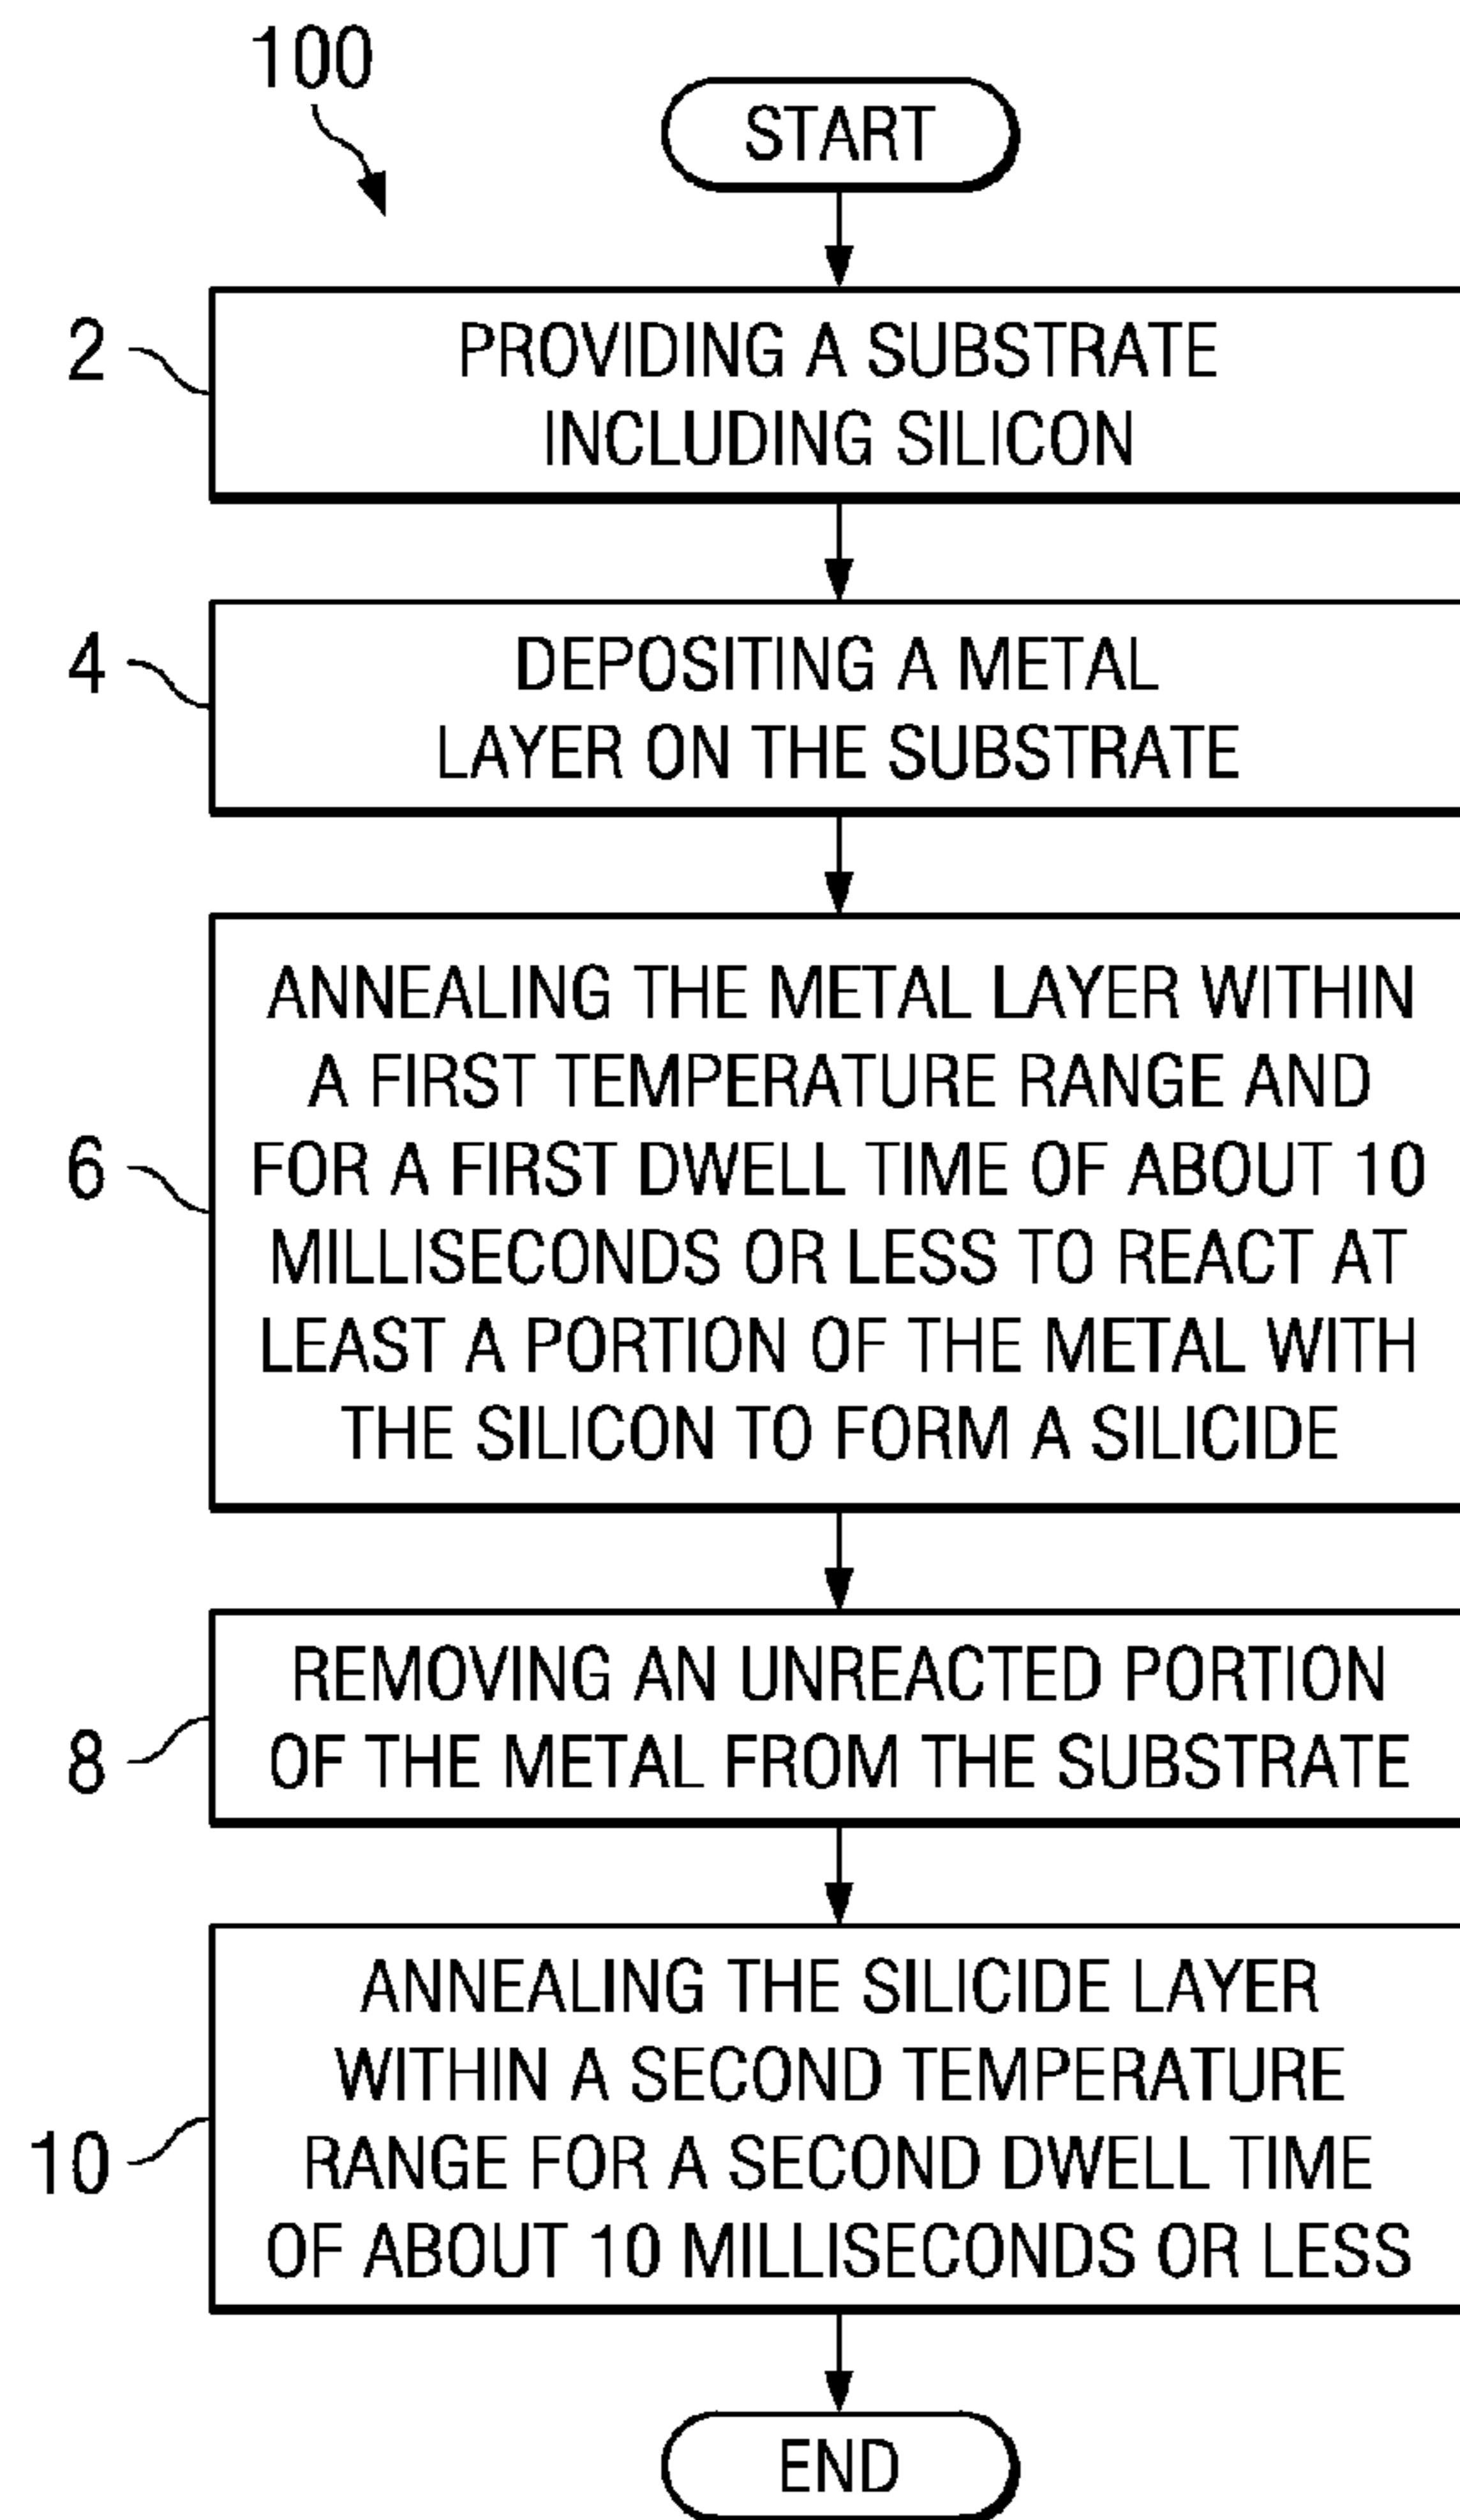 100
START
2
PROVIDING A SUBSTRATE
INCLUDING SILICON
4
DEPOSITING A METAL
LAYER ON THE SUBSTRATE
6
ANNEALING THE METAL LAYER WITHIN
A FIRST TEMPERATURE RANGE AND
FOR A FIRST DWELL TIME OF ABOUT 10
MILLISECONDS OR LESS TO REACT AT
LEAST A PORTION OF THE METAL WITH
THE SILICON TO FORM A SILICIDE
8
REMOVING AN UNREACTED PORTION
OF THE METAL FROM THE SUBSTRATE
10
ANNEALING THE SILICIDE LAYER
WITHIN A SECOND TEMPERATURE
RANGE FOR A SECOND DWELL TIME
OF ABOUT 10 MILLISECONDS OR LESS
END